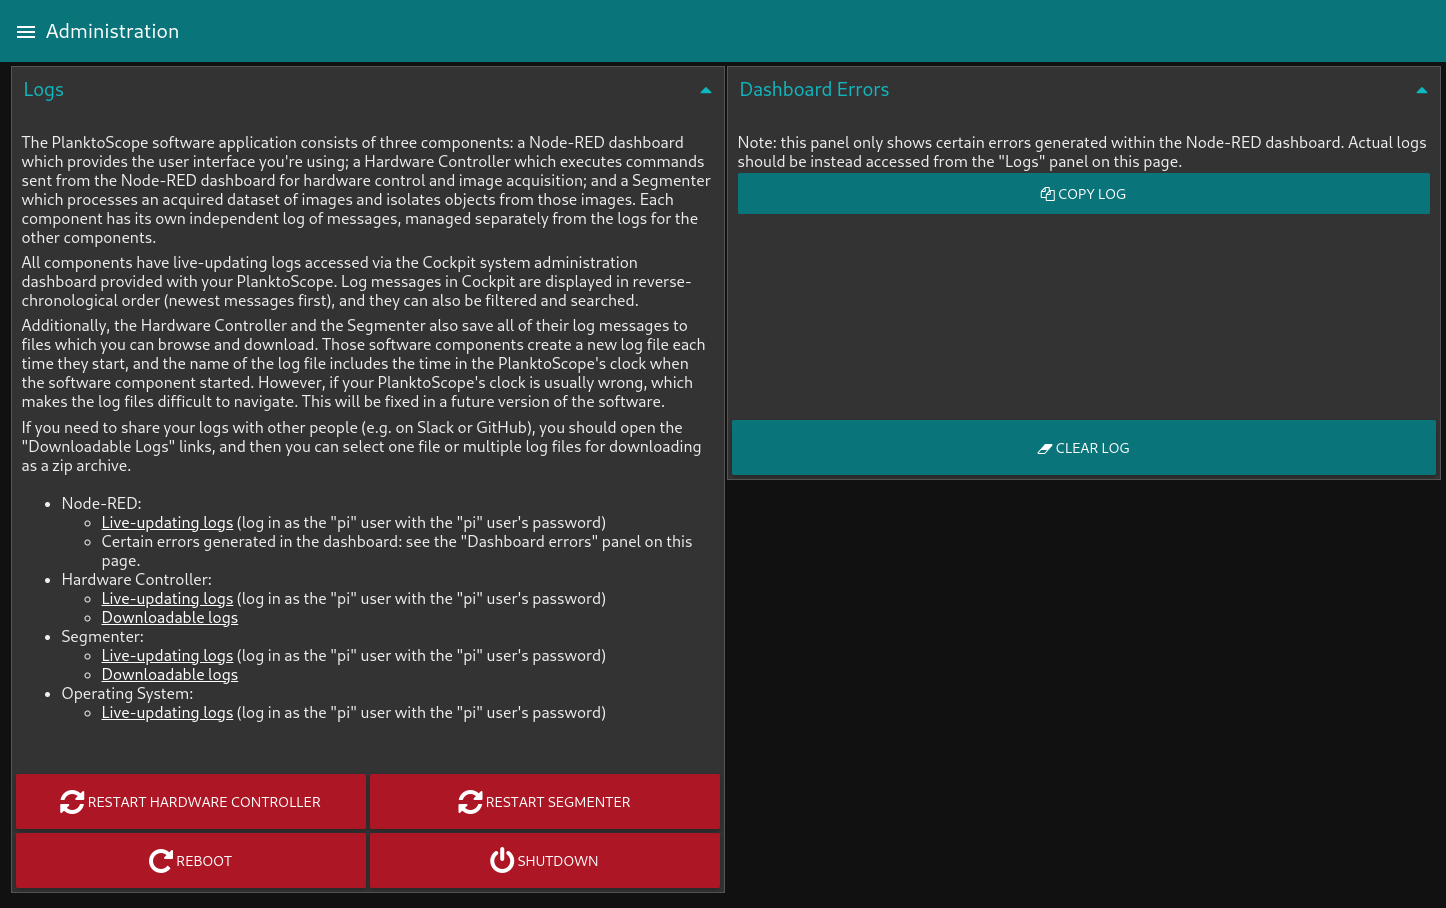 Administration
Logs
The PlanktoScope software application consists of three components: a Node-RED dashboard
which provides the user interface you're using; a Hardware Controller which executes commands
sent from the Node-RED dashboard for hardware control and image acquisition; and a Segmenter
which processes an acquired dataset of images and isolates objects from those images. Each
component has its own independent log of messages, managed separately from the logs for the
other components.
All components have live-updating logs accessed via the Cockpit system administration
dashboard provided with your PlanktoScope. Log messages in Cockpit are displayed in reverse-
chronological order (newest messages first), and they can also be filtered and searched.
Additionally, the Hardware Controller and the Segmenter also save all of their log messages to
files which you can browse and download. Those software components create a new log file each
time they start, and the name of the log file includes the time in the PlanktoScope's clock when
the software component started. However, if your PlanktoScope's clock is usually wrong, which
makes the log files difficult to navigate. This will be fixed in a future version of the software.
If you need to share your logs with other people (e.g. on Slack or GitHub), you should open the
"Downloadable Logs" links, and then you can select one file or multiple log files for downloading
as a zip archive.
• Node-RED:
◦ Live-updating logs (log in as the "pi" user with the "pi" user's password)
◦ Certain errors generated in the dashboard: see the "Dashboard errors" panel on this
page.
• Hardware Controller:
◦ Live-updating logs (log in as the "pi" user with the "pi" user's password)
◦ Downloadable logs
• Segmenter:
◦ Live-updating logs (log in as the "pi" user with the "pi" user's password)
◦ Downloadable logs
• Operating System:
◦ Live-updating logs (log in as the "pi" user with the "pi" user's password)
RESTART HARDWARE CONTROLLER
RESTART SEGMENTER
REBOOT
SHUTDOWN
Dashboard Errors
Note: this panel only shows certain errors generated within the Node-RED dashboard. Actual logs
should be instead accessed from the "Logs" panel on this page.
COPY LOG
CLEAR LOG